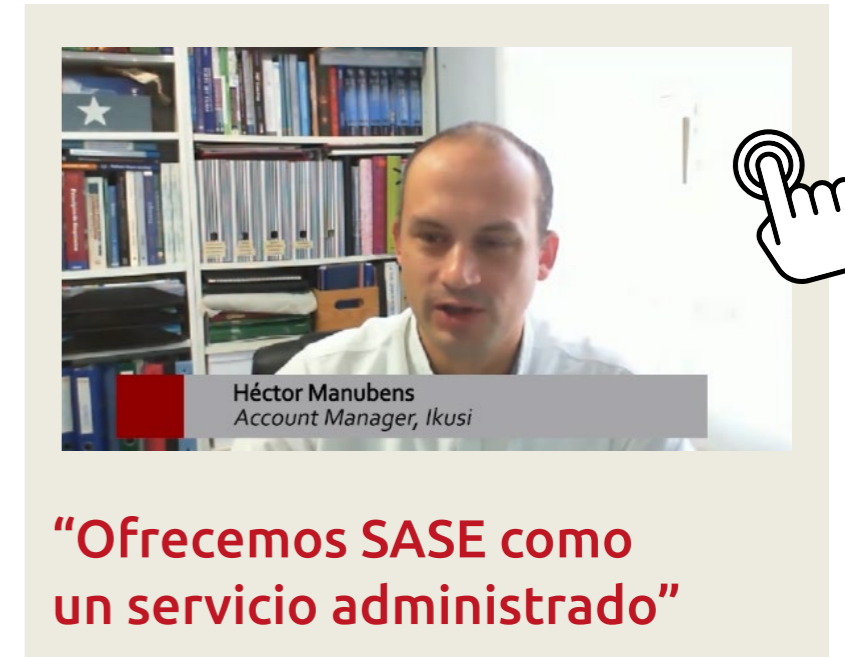 Héctor Manubens
Account Manager, Ikusi
“Ofrecemos SASE como
un servicio administrado”